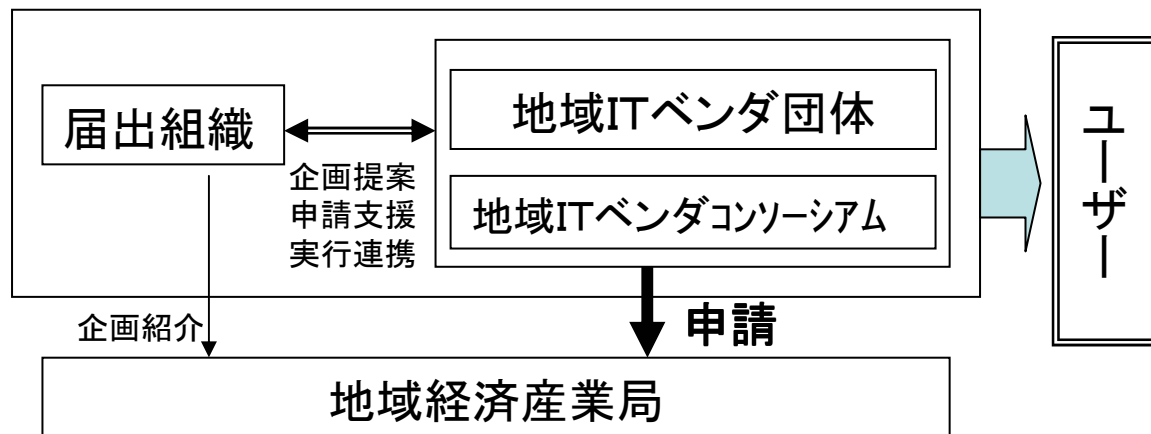 届出組織
企画提案
申請支援
実行連携
地域ITベンダ団体
地域ITベンダコンソーシアム
ユーザー
企画紹介
申請
地域経済産業局